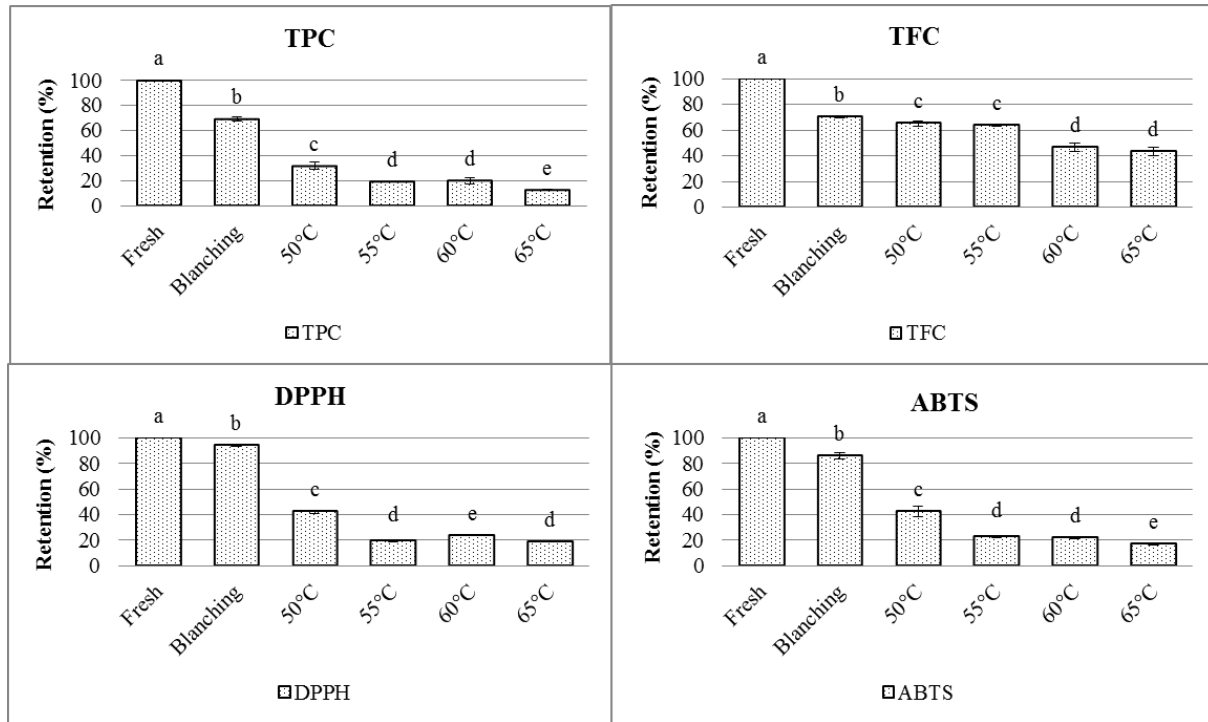 TPC
Retention (%)
100
80
60
40
20
0
a
b
c
d
d
e
Fresh
Blanching
50°C
55°C
60°C
65°C
TPC
TFC
Retention (%)
100
80
60
40
20
0
a
b
c
c
d
d
Fresh
Blanching
50°C
55°C
60°C
65°C
TFC
DPPH
Retention (%)
100
80
60
40
20
0
a
b
c
d
e
d
Fresh
Blanching
50°C
55°C
60°C
65°C
DPPH
ABTS
Retention (%)
100
80
60
40
20
0
a
b
c
d
d
e
Fresh
Blanching
50°C
55°C
60°C
65°C
ABTS